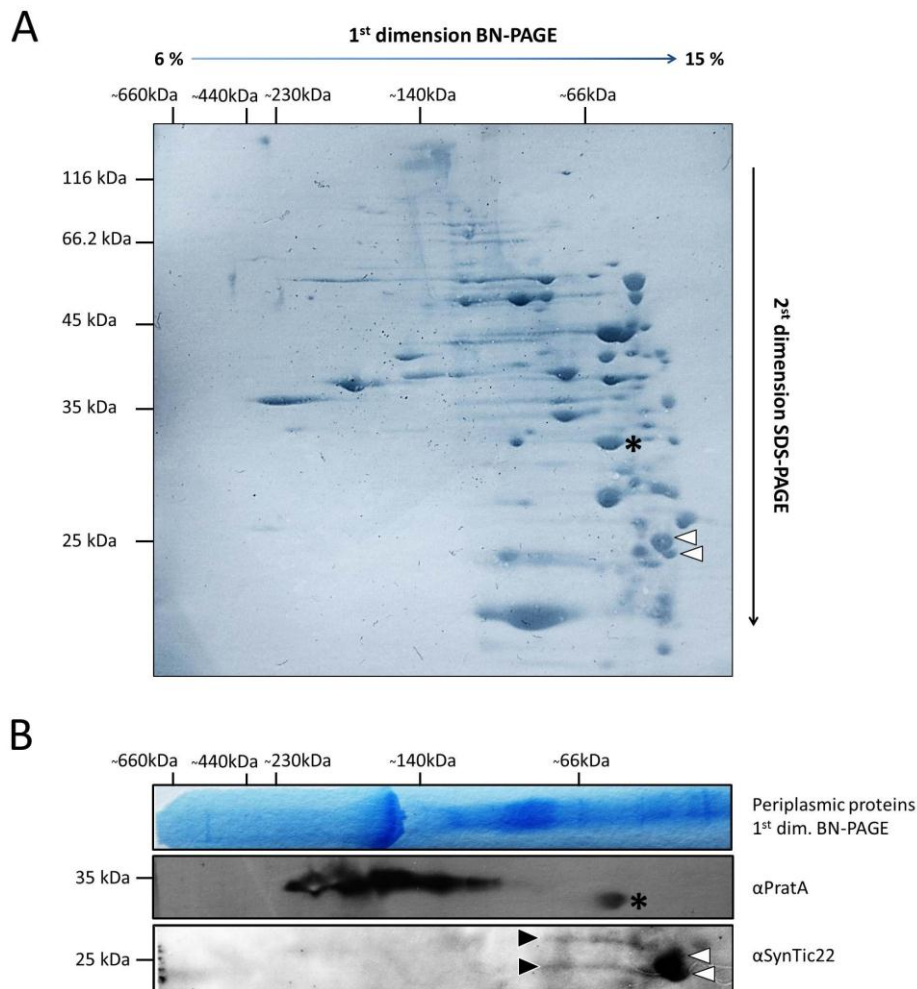 A
1st dimension BN-PAGE
6 % 15 %
~660kDa ~440kDa ~230kDa ~140kDa ~66kDa
116 kDa
66.2 kDa
45 kDa
35 kDa
25 kDa
2st dimension SDS-PAGE
*
B
~660kDa ~440kDa ~230kDa ~140kDa ~66kDa
Periplasmic proteins
1st dim. BN-PAGE
35 kDa
*
αPratA
25 kDa
αSynTic22